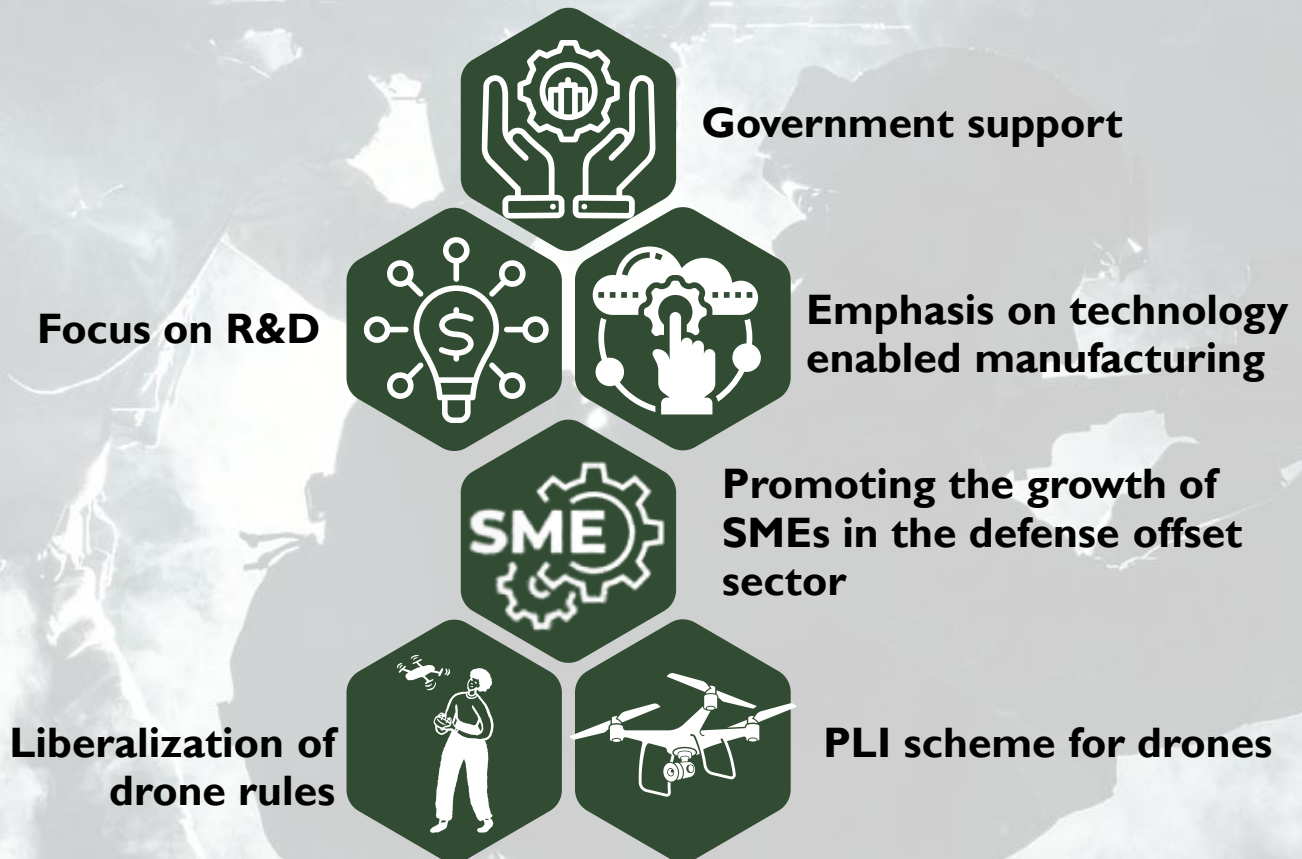 Government support
Focus on R&D
$
Emphasis on technology
enabled manufacturing
SME
Promoting the growth of
SMEs in the defense offset
sector
Liberalization of
drone rules
PLI scheme for drones